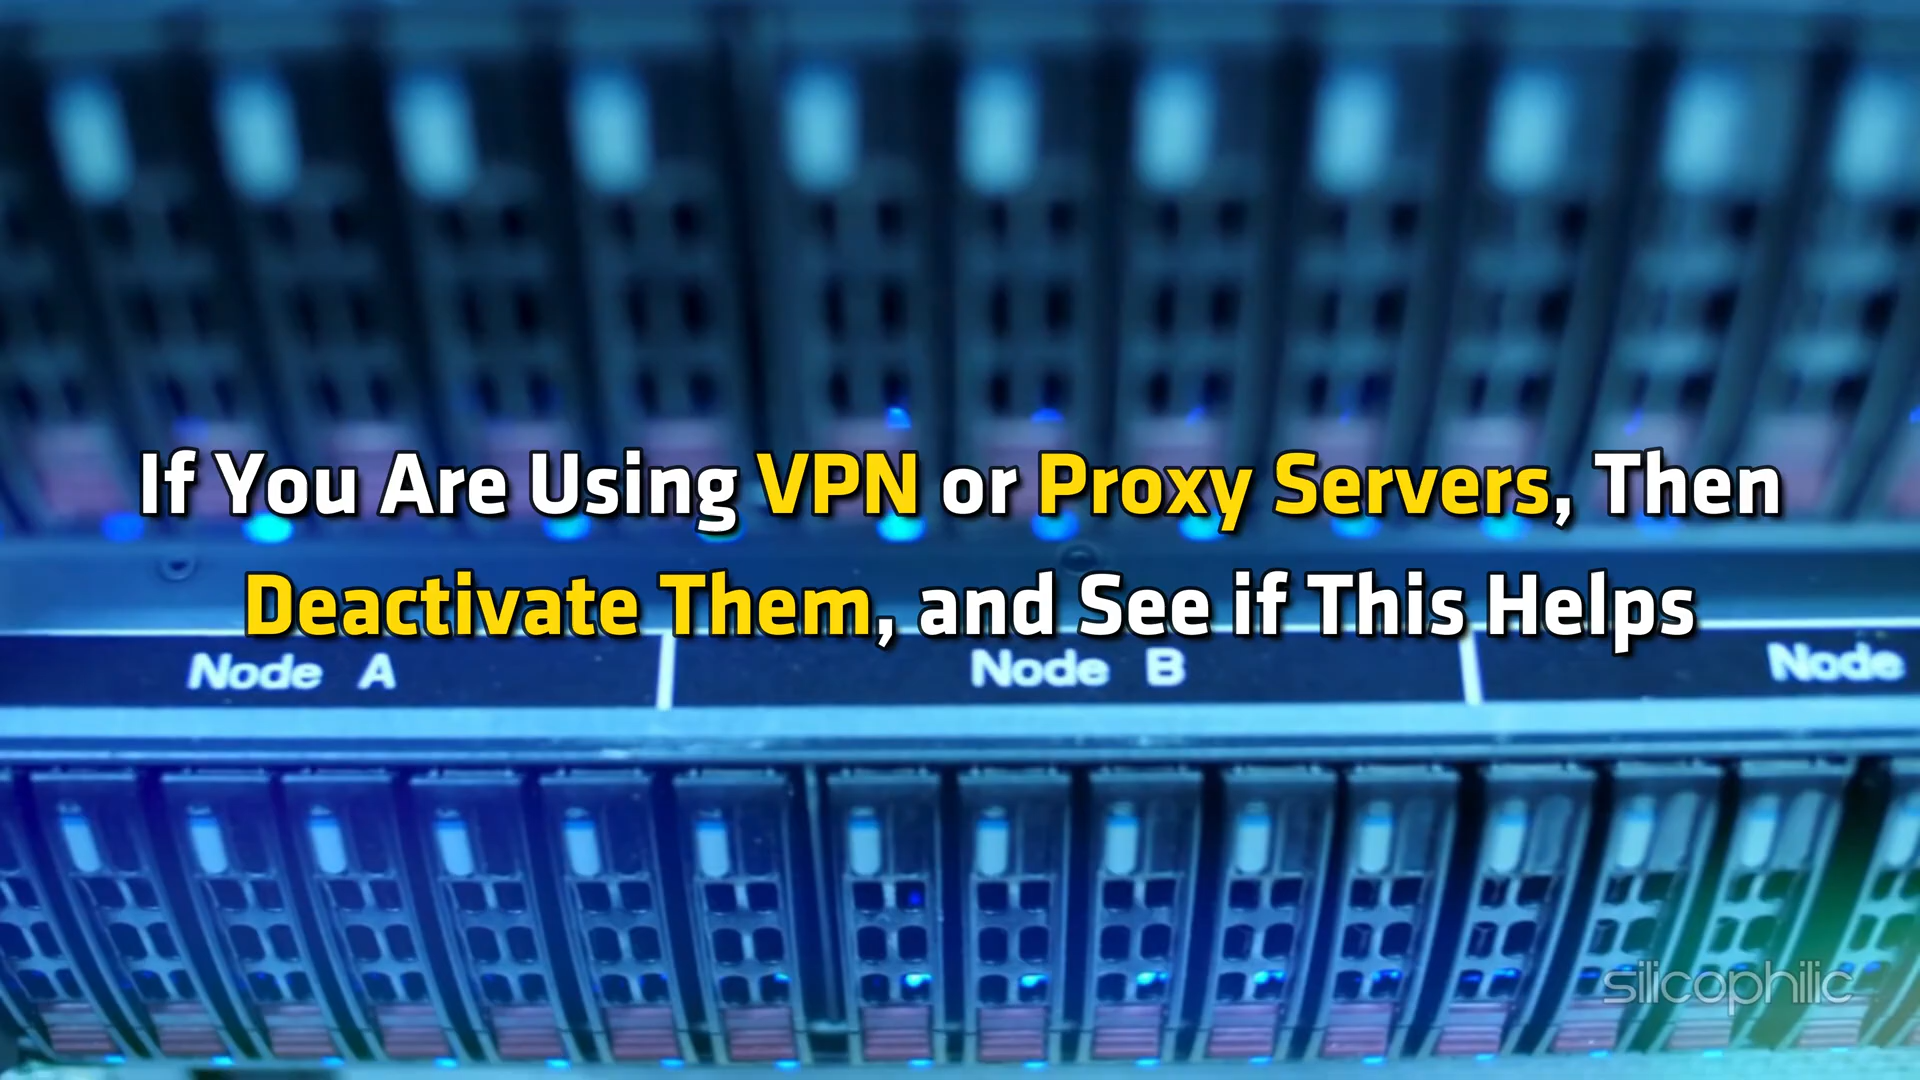 If You Are Using VPN or Proxy Servers, Then
Deactivate Them, and See if This Helps
Node A Node B Node
silicophilic